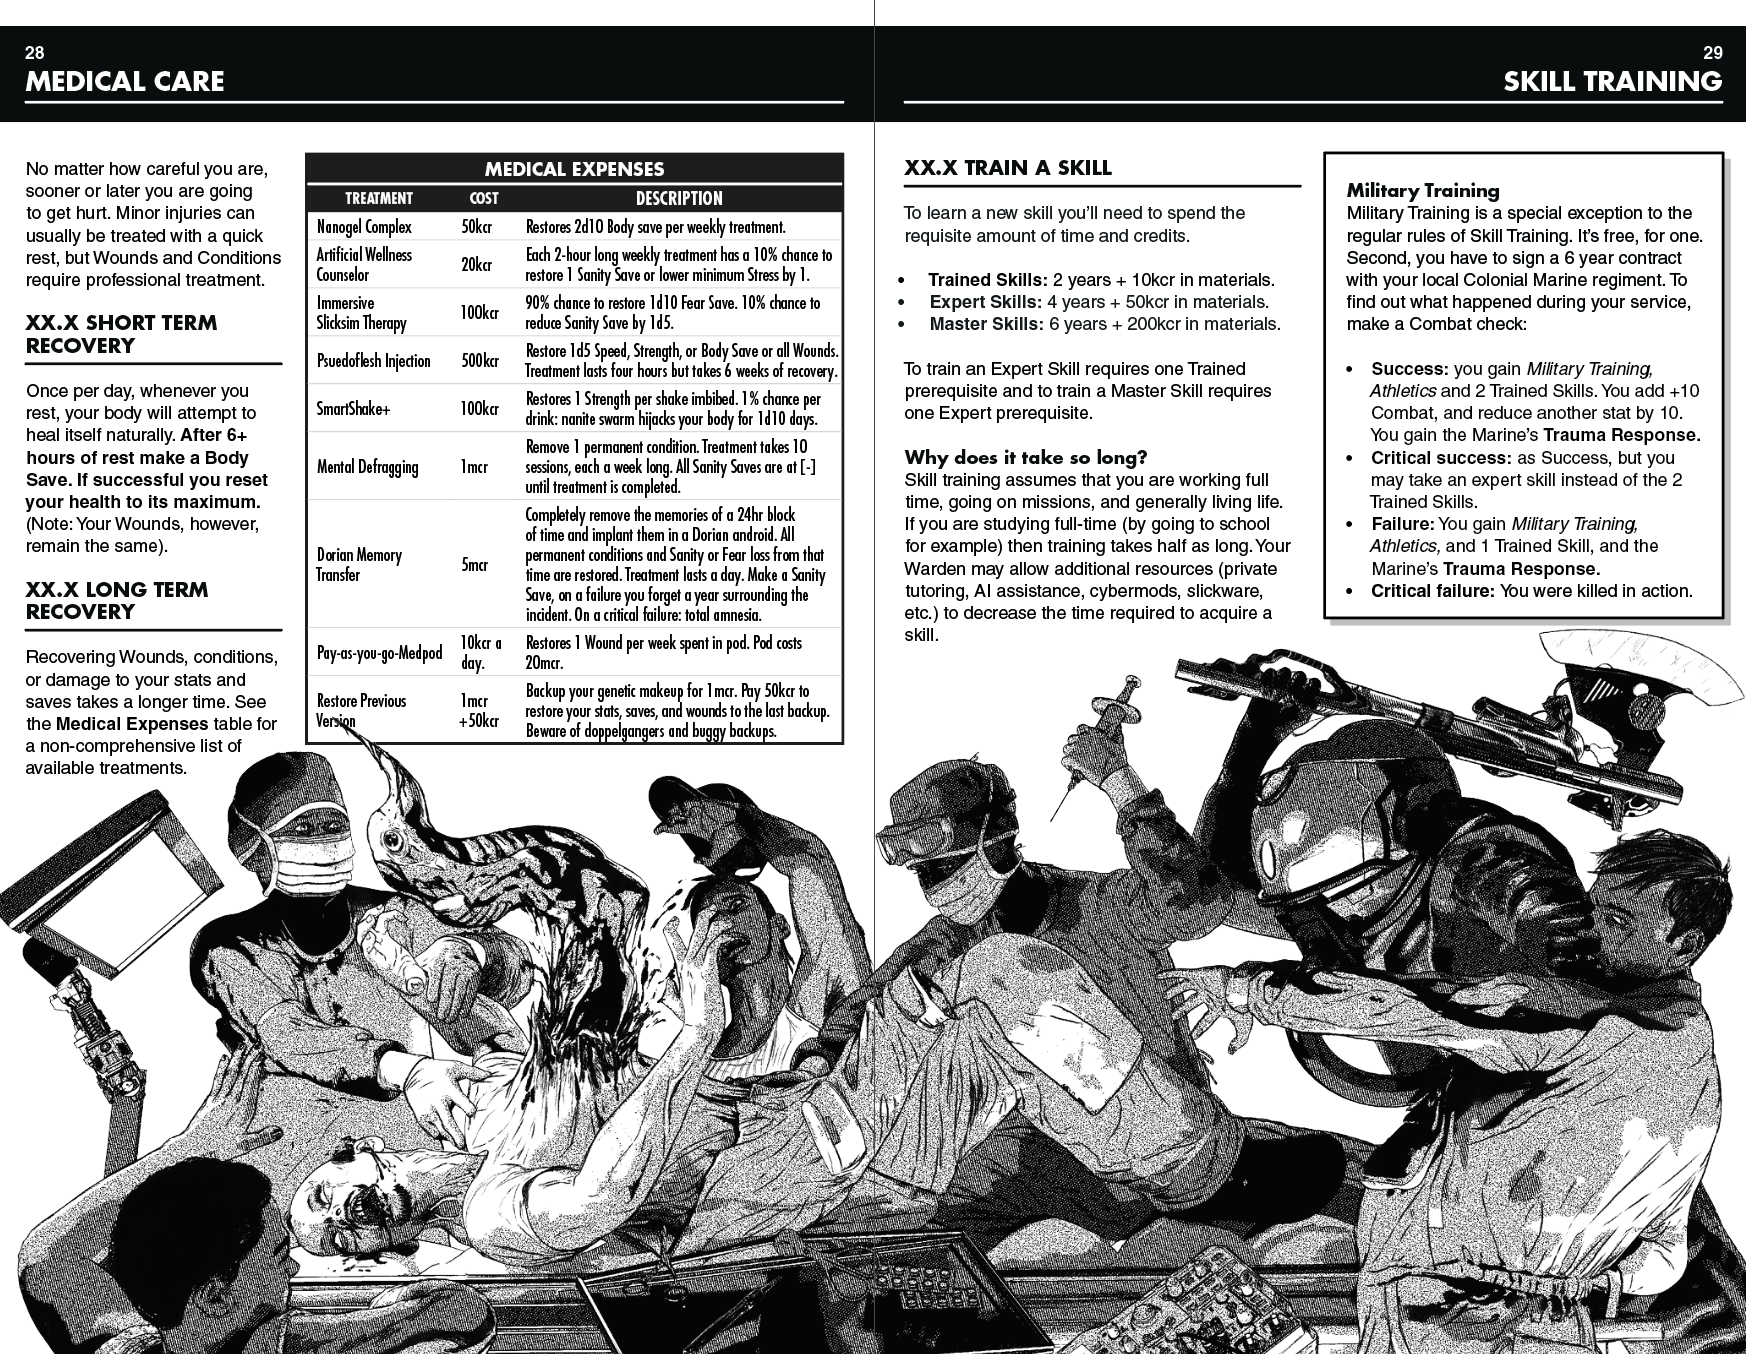 28
MEDICAL CARE
No matter how careful you are,
sooner or later you are going
to get hurt. Minor injuries can
usually be treated with a quick
rest, but Wounds and Conditions
require professional treatment.
XX.X SHORT TERM
RECOVERY
Once per day, whenever you
rest, your body will attempt to
heal itself naturally. After 6+
hours of rest make a Body
Save. If successful you reset
your health to its maximum.
(Note: Your Wounds, however,
remain the same).
XX.X LONG TERM
RECOVERY
Recovering Wounds, conditions,
or damage to your stats and
saves takes a longer time. See
the Medical Expenses table for
a non-comprehensive list of
available treatments.
MEDICAL EXPENSES
TREATMENT COST DESCRIPTION
Nanogel Complex 50kcr Restores 2d10 Body save per weekly treatment.
Artificial Wellness
Counselor
20kcr
Each 2-hour long weekly treatment has a 10% chance to
restore 1 Sanity Save or lower minimum Stress by 1.
Immersive
Slicksim Therapy
100kcr
90% chance to restore 1d10 Fear Save. 10% chance to
reduce Sanity Save by 1d5.
Psuedoflesh Injection
500kcr
Restore 1d5 Speed, Strength, or Body Save or all Wounds.
Treatment lasts four hours but takes 6 weeks of recovery.
SmartShake+
100kcr
Restores 1 Strength per shake imbibed. 1% chance per
drink: nanite swarm hijacks your body for 1d10 days.
Mental Defragging
1mcr
Remove 1 permanent condition. Treatment takes 10
sessions, each a week long. All Sanity Saves are at [-]
until treatment is completed.
Dorian Memory
Transfer
5mcr
Completely remove the memories of a 24hr block
of time and implant them in a Dorian android. All
permanent conditions and Sanity or Fear loss from that
time are restored. Treatment lasts a day. Make a Sanity
Save, on a failure you forget a year surrounding the
incident. On a critical failure: total amnesia.
Pay-as-you-go-Medpod
10kcr a
day.
Restores 1 Wound per week spent in pod. Pod costs
20mcr.
Restore Previous
Version
1mcr
+50kcr
Backup your genetic makeup for 1mcr. Pay 50kcr to
restore your stats, saves, and wounds to the last backup.
Beware of doppelgangers and buggy backups.
29
SKILL TRAINING
XX.X TRAIN A SKILL
To learn a new skill you'll need to spend the
requisite amount of time and credits.
• Trained Skills: 2 years + 10kcr in materials.
• Expert Skills: 4 years + 50kcr in materials.
• Master Skills: 6 years + 200kcr in materials.
To train an Expert Skill requires one Trained
prerequisite and to train a Master Skill requires
one Expert prerequisite.
Why does it take so long?
Skill training assumes that you are working full
time, going on missions, and generally living life.
If you are studying full-time (by going to school
for example) then training takes half as long. Your
Warden may allow additional resources (private
tutoring, AI assistance, cybermods, slickware,
etc.) to decrease the time required to acquire a
skill.
Military Training
Military Training is a special exception to the
regular rules of Skill Training. It's free, for one.
Second, you have to sign a 6 year contract
with your local Colonial Marine regiment. To
find out what happened during your service,
make a Combat check:
• Success: you gain Military Training,
Athletics and 2 Trained Skills. You add +10
Combat, and reduce another stat by 10.
You gain the Marine's Trauma Response.
• Critical success: as Success, but you
may take an expert skill instead of the 2
Trained Skills.
• Failure: You gain Military Training,
Athletics, and 1 Trained Skill, and the
Marine's Trauma Response.
• Critical failure: You were killed in action.